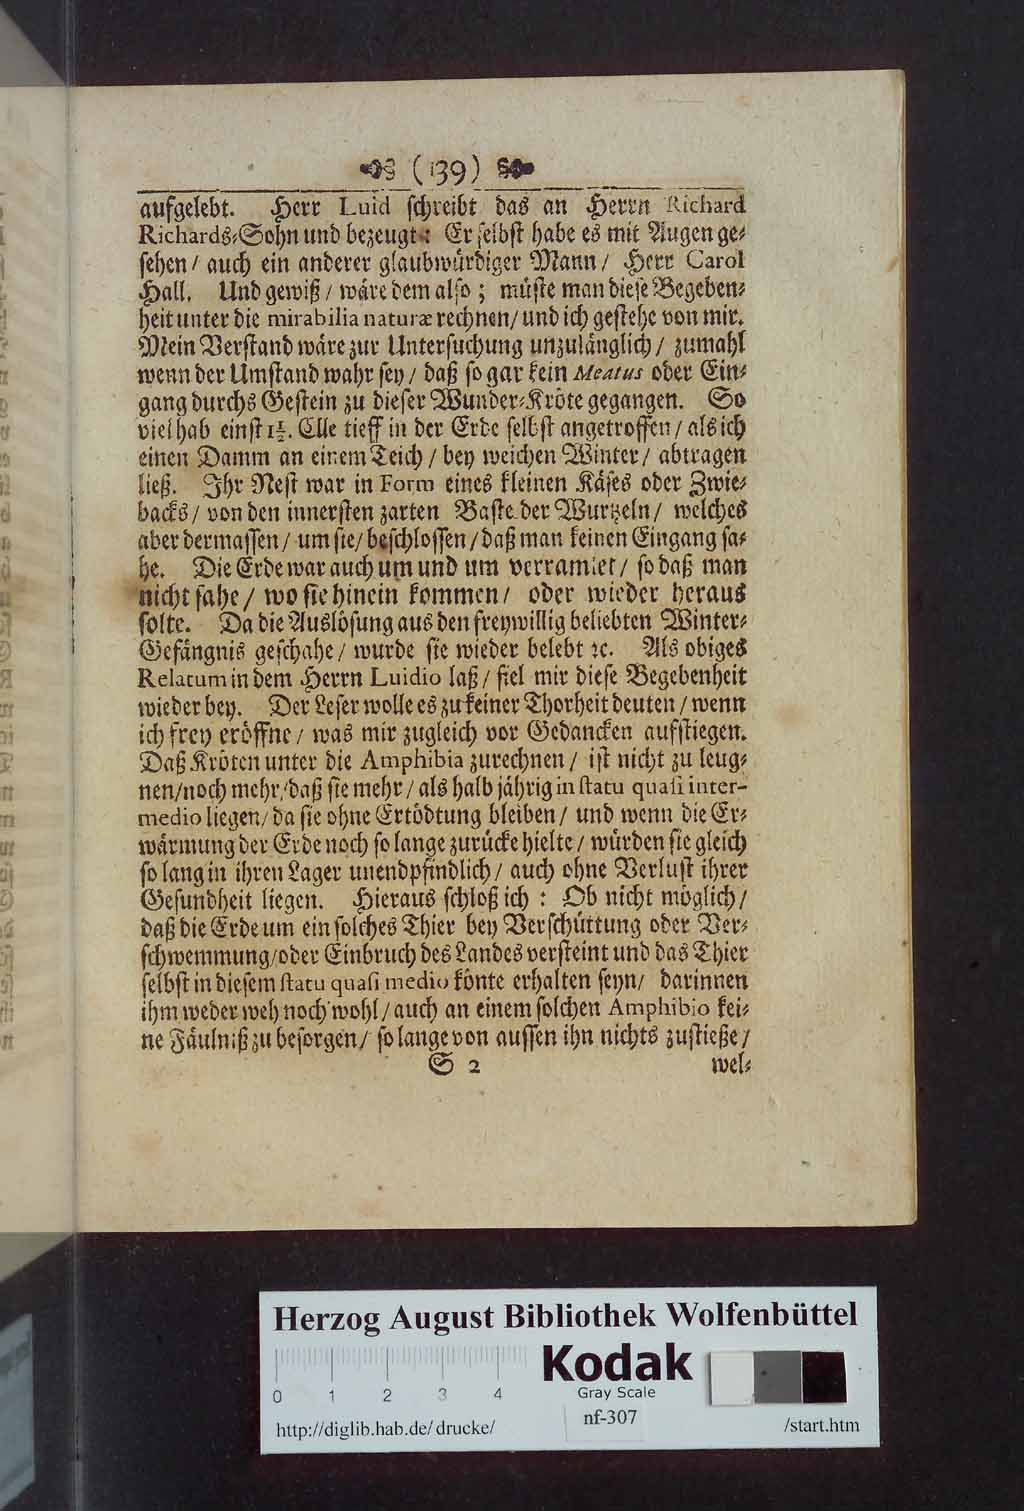 (139)
aufgelebt. Herr Luid schreibt das an Herrn Richard
Richards-Sohn und bezeugt: Er selbst habe es mit Augen ge-
sehen / auch ein anderer glaubwürdiger Mann / Herr Carol
Hall. Und gewiß / wäre dem also; müste man diese Begeben-
heit unter die mirabilia naturæ rechnen / und ich gestehe von mir.
Mein Verstand wäre zur Untersuchung unzulänglich / zumahl
wenn der Umstand wahr sey / daß so gar kein Meatus oder Ein-
gang durchs Gestein zu dieser Wunder-Kröte gegangen. So
viel hab einst 1½. Elle tieff in der Erde selbst angetroffen / als ich
einen Damm an einem Teich / bey weichen Winter / abtragen
ließ. Ihr Nest war in Form eines kleinen Käses oder Zwie-
backs / von den innersten zarten Baste der Wurtzeln / welches
aber dermassen / um sie / beschlossen / daß man keinen Eingang sa-
he. Die Erde war auch um und um verramlet / so daß man
nicht sahe / wo sie hinein kommen / oder wieder heraus
solte. Da die Auslösung aus den freywillig beliebten Winter-
Gefängnis geschahe / wurde sie wieder belebt ꝛc. Als obiges
Relatum in dem Herrn Luidio laß / fiel mir diese Begebenheit
wieder bey. Der Leser wolle es zu keiner Thorheit deuten / wenn
ich frey eröffne / was mir zugleich vor Gedancken aufstiegen.
Daß Kröten unter die Amphibia zurechnen / ist nicht zu leug-
nen / noch mehr / daß sie mehr / als halb jährig in statu quasi inter-
medio liegen / da sie ohne Ertödtung bleiben / und wenn die Er-
wärmung der Erde noch so lange zurücke hielte / würden sie gleich
so lang in ihren Lager unendpfindlich / auch ohne Verlust ihrer
Gesundheit liegen. Hieraus schloß ich: Ob nicht möglich /
daß die Erde um ein solches Thier bey Verschüttung oder Ver-
schwemmung / oder Einbruch des Landes versteint und das Thier
selbst in diesem statu quasi medio könte erhalten seyn / darinnen
ihm weder weh noch wohl / auch an einem solchen Amphibio kei-
ne Fäulniß zu besorgen / so lange von aussen ihn nichts zustieße /
S 2 wel-
Herzog August Bibliothek Wolfenbüttel
0 1 2 3 4
Kodak
Gray Scale
http://diglib.hab.de/drucke/
nf-307
/start.htm